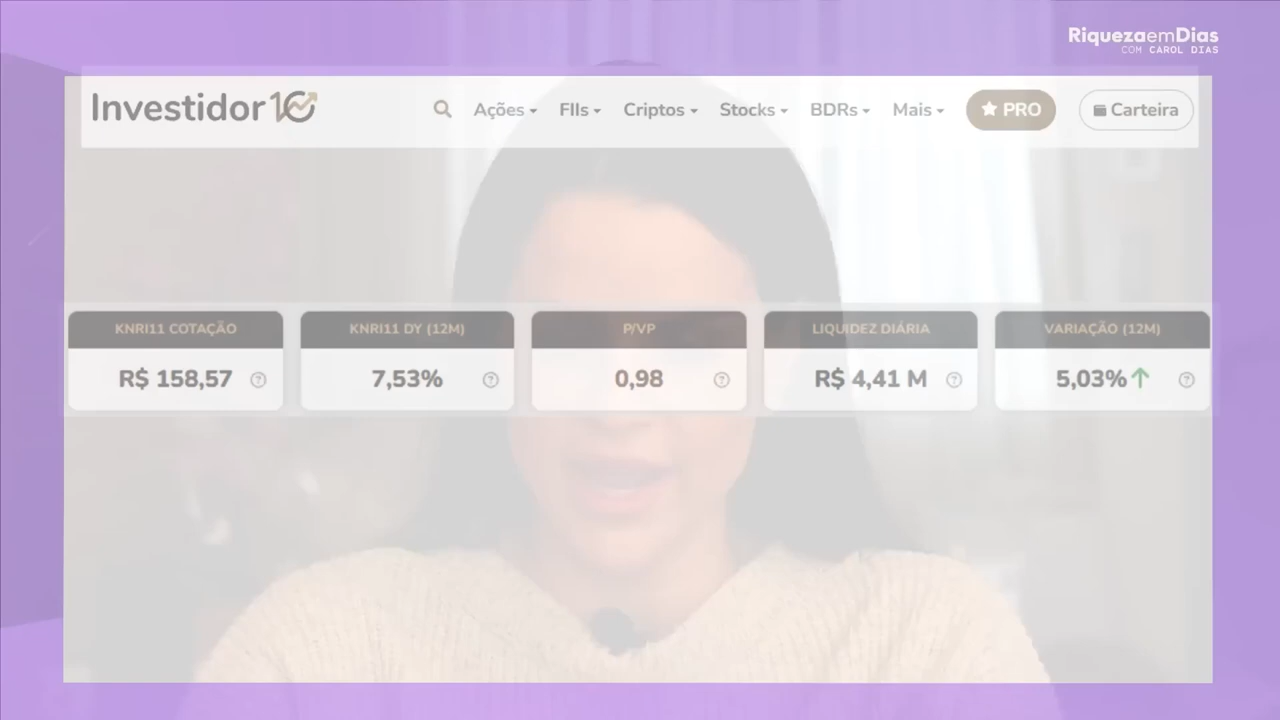 RiquezaemDias
COM CAROL DIAS
Investidor10
Ações
FIIs
Criptos
Stocks
BDRs
Mais
PRO
Carteira
KNRI11 COTAÇÃO
R$ 158,57
KNRI11 DY (12M)
7,53%
P/VP
0,98
LIQUIDEZ DIÁRIA
R$ 4,41 M
VARIAÇÃO (12M)
5,03%